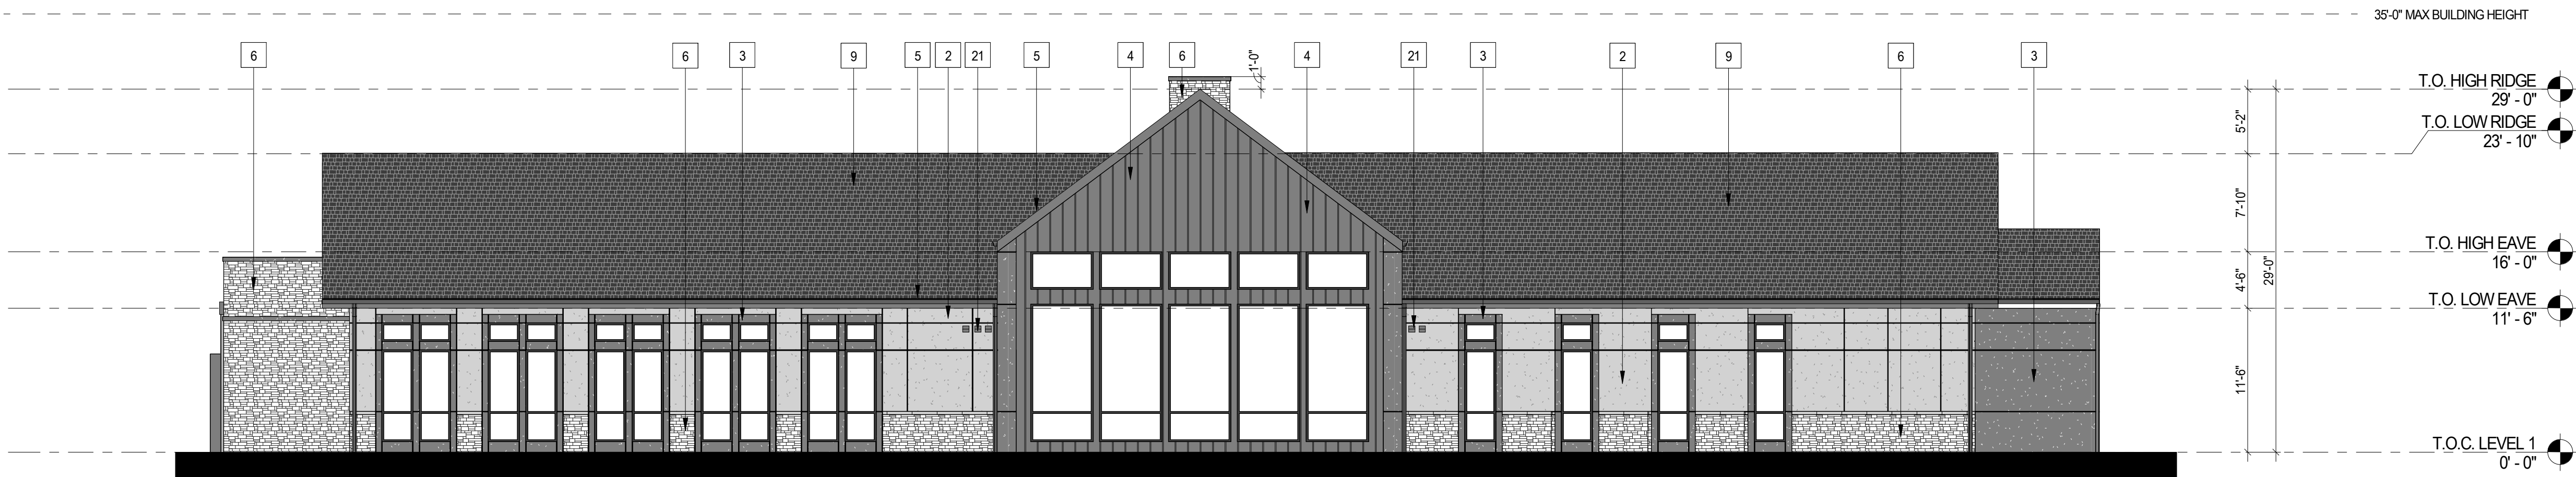 35'-0" MAX BUILDING HEIGHT
6
6
3
9
5
2
21
5
4
6
1'-0"
4
21
3
2
9
6
3
T.O. HIGH RIDGE
29' - 0"
5'-2"
T.O. LOW RIDGE
23' - 10"
7'-10"
T.O. HIGH EAVE
16' - 0"
4'-6"
29'-0"
T.O. LOW EAVE
11' - 6"
11'-6"
T.O.C. LEVEL 1
0' - 0"